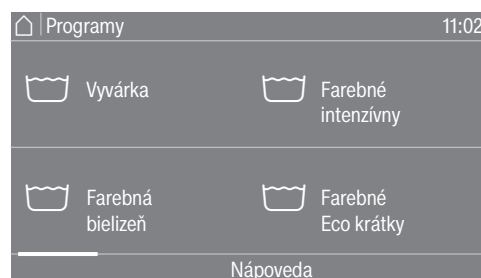 Programy 11:02
Vyvárka
Farebné
intenzívny
Farebná
bielizeň
Farebné
Eco krátky
Nápoveda